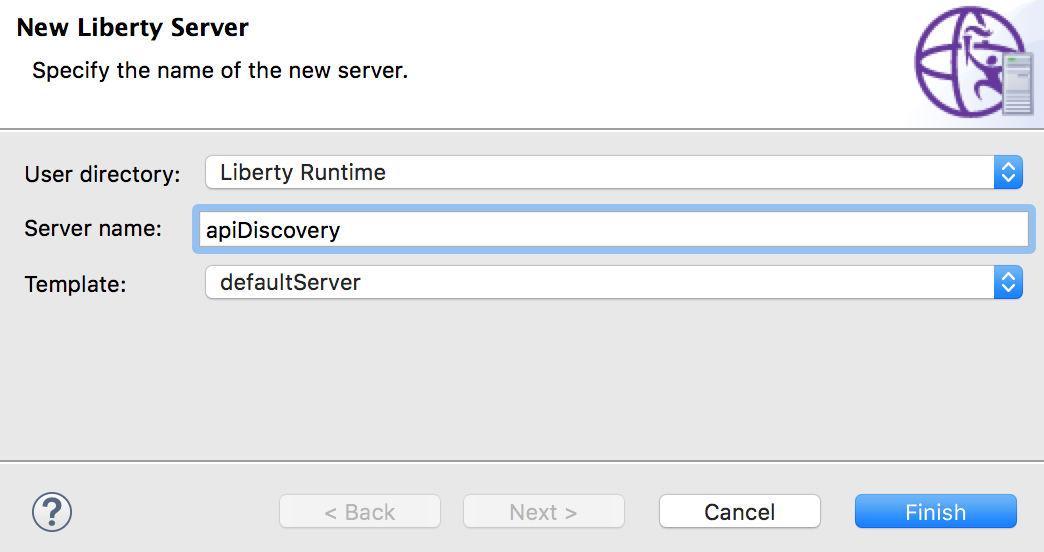 New Liberty Server
Specify the name of the new server.
User directory: Liberty Runtime
Server name: apiDiscovery
Template: defaultServer
? < Back Next > Cancel Finish